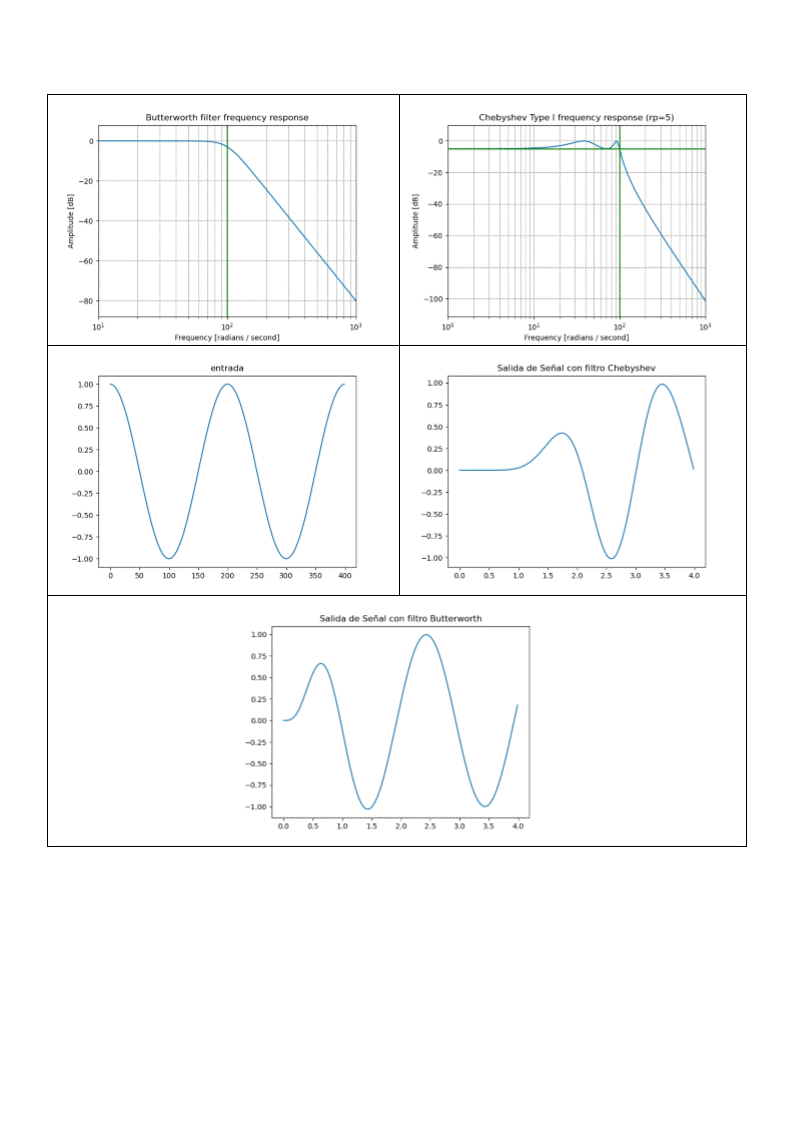 Butterworth filter frequency response
0
−20
−40
−60
−80
Amplitude [dB]
10¹ 10² 10³
Frequency [radians / second]
Chebyshev Type I frequency response (rp=5)
0
−20
−40
−60
−80
−100
Amplitude [dB]
10⁰ 10¹ 10² 10³
Frequency [radians / second]
entrada
1.00
0.75
0.50
0.25
0.00
−0.25
−0.50
−0.75
−1.00
0 50 100 150 200 250 300 350 400
Salida de Señal con filtro Chebyshev
1.00
0.75
0.50
0.25
0.00
−0.25
−0.50
−0.75
−1.00
0.0 0.5 1.0 1.5 2.0 2.5 3.0 3.5 4.0
Salida de Señal con filtro Butterworth
1.00
0.75
0.50
0.25
0.00
−0.25
−0.50
−0.75
−1.00
0.0 0.5 1.0 1.5 2.0 2.5 3.0 3.5 4.0